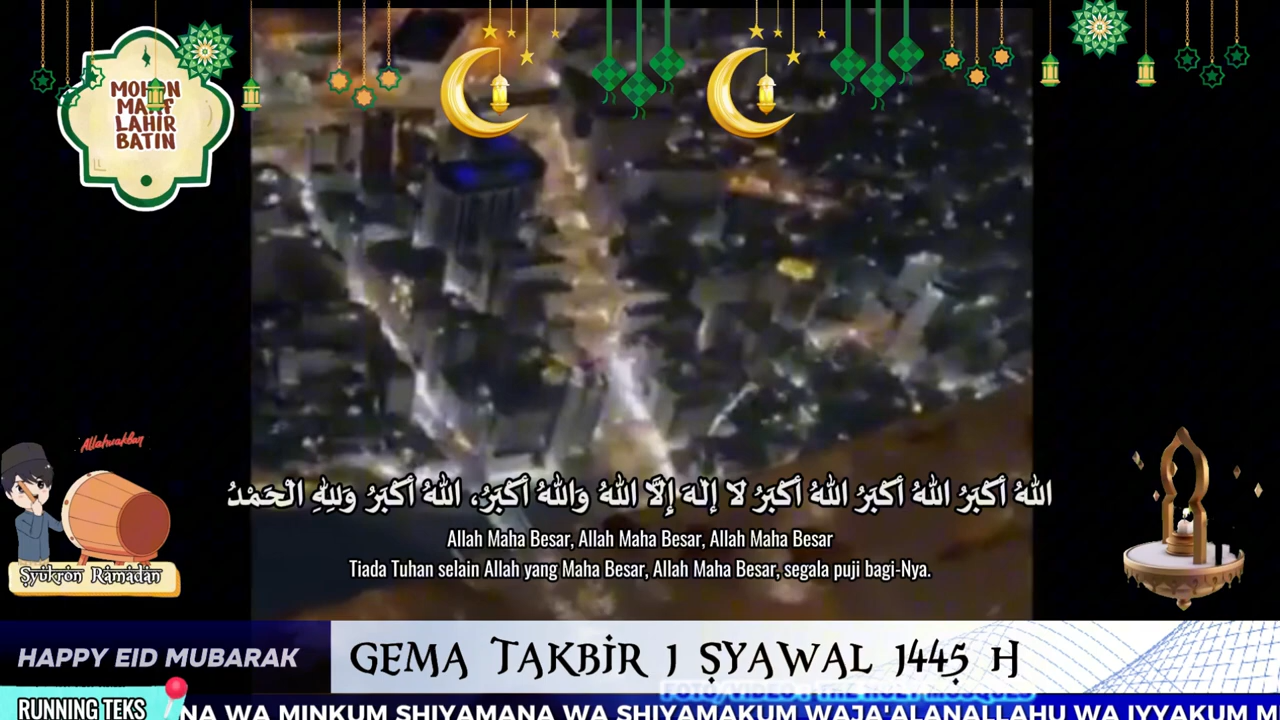 MOHON
MAAF
LAHIR
BATIN
Allahuakbar
Syukron Ramadan
اللهُ أَكْبَرُ اللهُ أَكْبَرُ اللهُ أَكْبَرُ لَا إِلٰهَ إِلَّا اللهُ وَاللهُ أَكْبَرُ، اللهُ أَكْبَرُ وَلِلهِ الْحَمْدُ
Allah Maha Besar, Allah Maha Besar, Allah Maha Besar
Tiada Tuhan selain Allah yang Maha Besar, Allah Maha Besar, segala puji bagi-Nya.
HAPPY EID MUBARAK
GEMA TAKBIR 1 SYAWAL 1445 H
RUNNING TEKS
NA WA MINKUM SHIYAMANA WA SHIYAMAKUM WAJA'ALANALLAHU WA IYYAKUM M